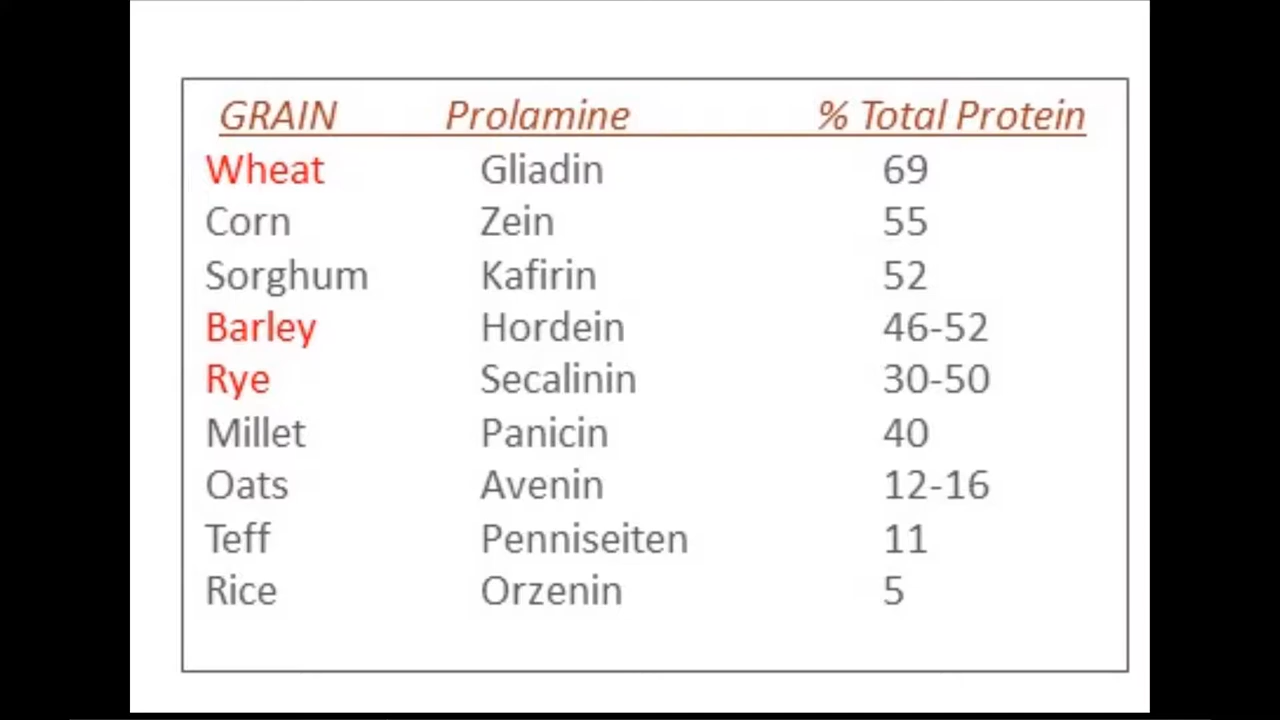 GRAIN Prolamine % Total Protein
Wheat Gliadin 69
Corn Zein 55
Sorghum Kafirin 52
Barley Hordein 46-52
Rye Secalinin 30-50
Millet Panicin 40
Oats Avenin 12-16
Teff Penniseiten 11
Rice Orzenin 5